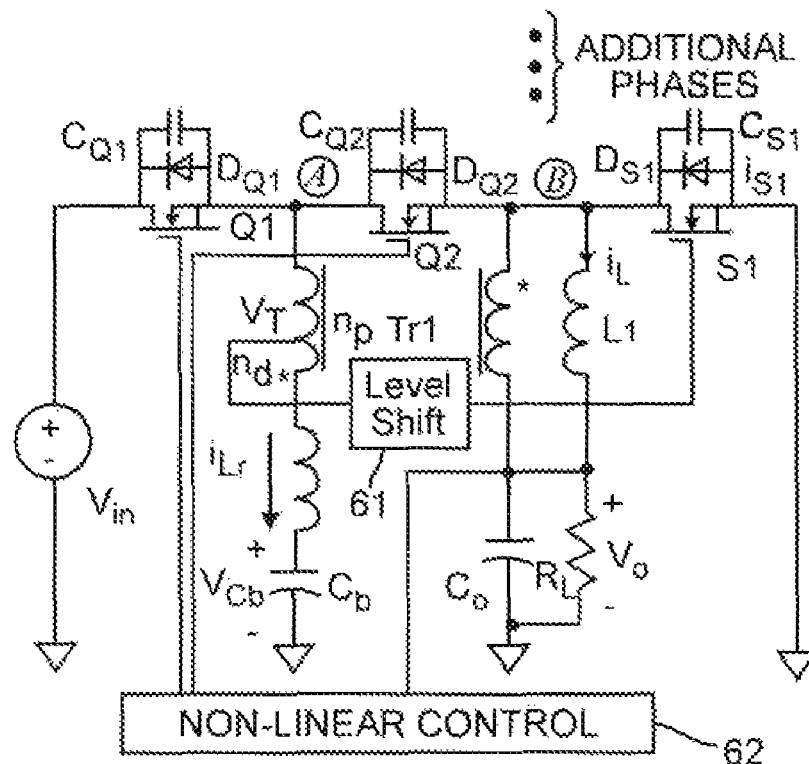 ADDITIONAL
PHASES
C_Q1
C_Q2
C_S1
D_Q1
A
D_Q2
B
D_S1
i_S1
Q1
Q2
S1
V_T
n_p Tr1
*
i_L
L1
n_d*
Level
Shift
61
i_Lr
+
-
V_in
+
V_Cb
-
C_b
C_o
R_L
+
V_o
-
NON-LINEAR CONTROL
62